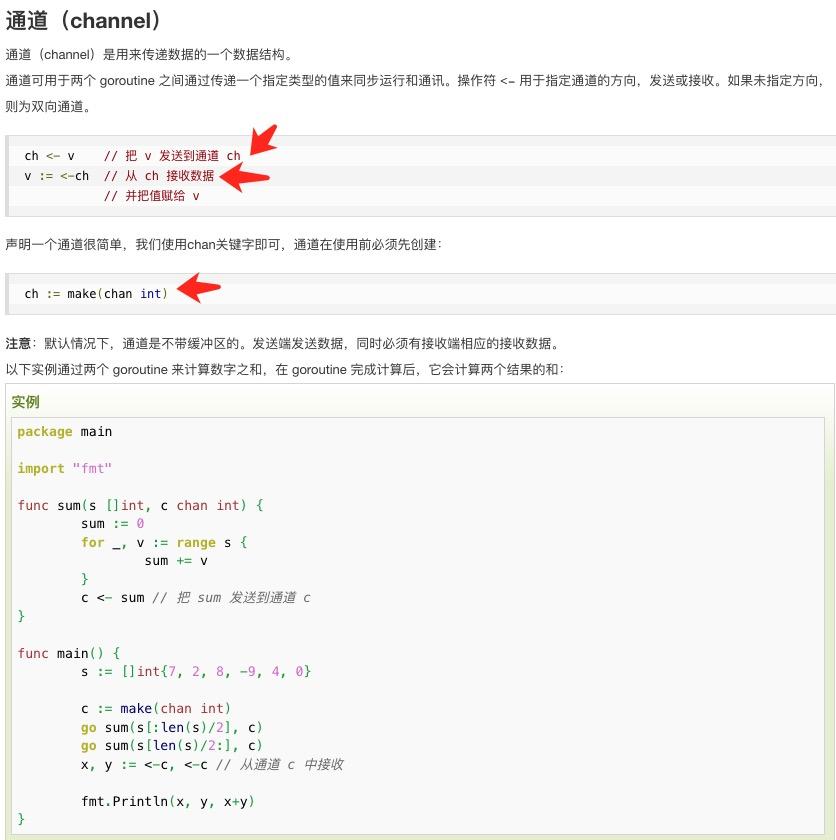 通道（channel）
通道（channel）是用来传递数据的一个数据结构。
通道可用于两个 goroutine 之间通过传递一个指定类型的值来同步运行和通讯。操作符 <- 用于指定通道的方向，发送或接收。如果未指定方向，
则为双向通道。
ch <- v    // 把 v 发送到通道 ch
v := <-ch  // 从 ch 接收数据
           // 并把值赋给 v
声明一个通道很简单，我们使用chan关键字即可，通道在使用前必须先创建：
ch := make(chan int)
注意：默认情况下，通道是不带缓冲区的。发送端发送数据，同时必须有接收端相应的接收数据。
以下实例通过两个 goroutine 来计算数字之和，在 goroutine 完成计算后，它会计算两个结果的和：
实例
package main
import "fmt"
func sum(s []int, c chan int) {
        sum := 0
        for _, v := range s {
                sum += v
        }
        c <- sum // 把 sum 发送到通道 c
}
func main() {
        s := []int{7, 2, 8, -9, 4, 0}
        c := make(chan int)
        go sum(s[:len(s)/2], c)
        go sum(s[len(s)/2:], c)
        x, y := <-c, <-c // 从通道 c 中接收
        fmt.Println(x, y, x+y)
}